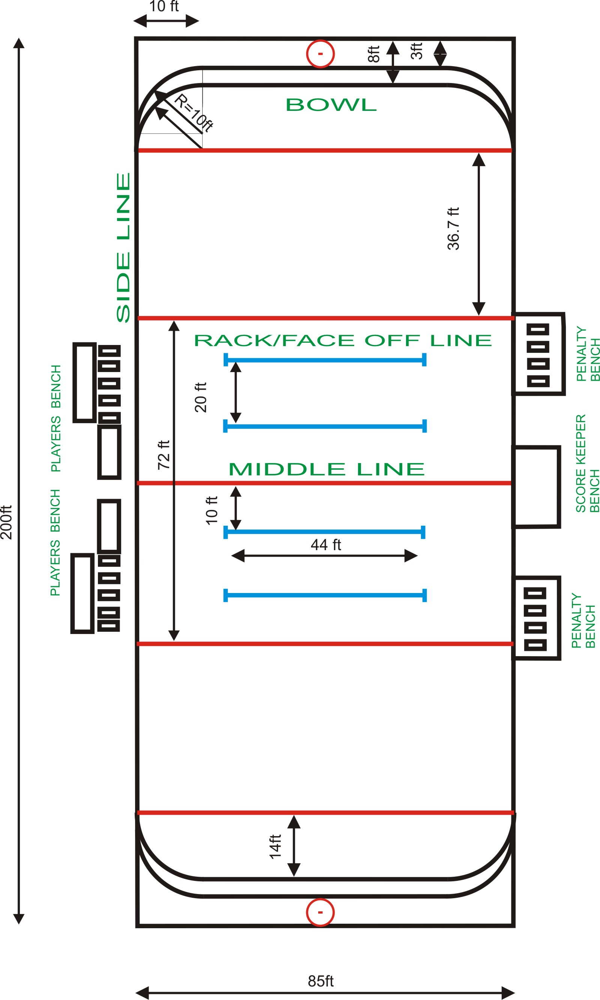 10 ft
-
8ft
3ft
BOWL
R=10ft
SIDE LINE
36.7 ft
RACK/FACE OFF LINE
PENALTY
BENCH
PLAYERS BENCH
20 ft
72 ft
MIDDLE LINE
SCORE KEEPER
BENCH
200ft
PLAYERS BENCH
10 ft
44 ft
PENALTY
BENCH
14ft
-
85ft